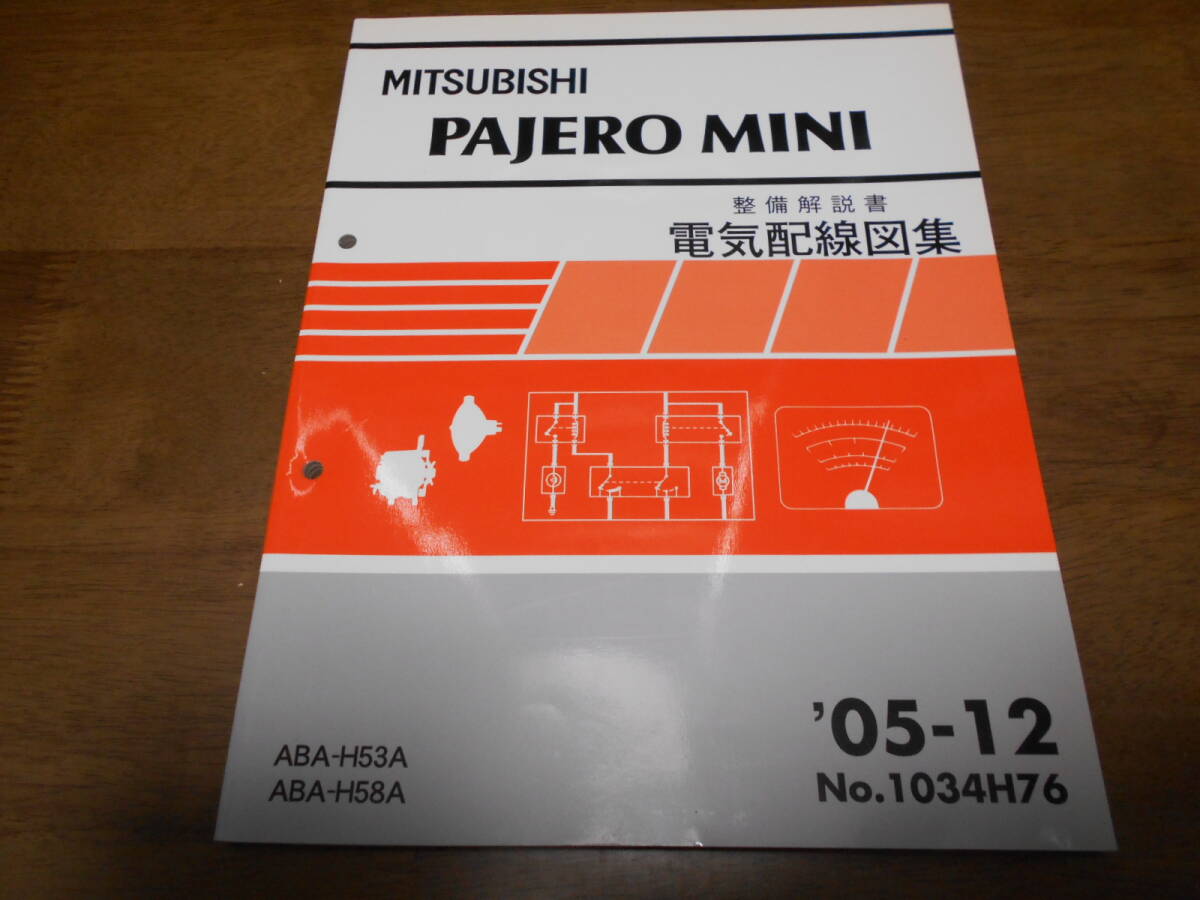 MITSUBISHI
PAJERO MINI
整備解説書
電気配線図集
ABA-H53A
ABA-H58A
'05-12
No.1034H76